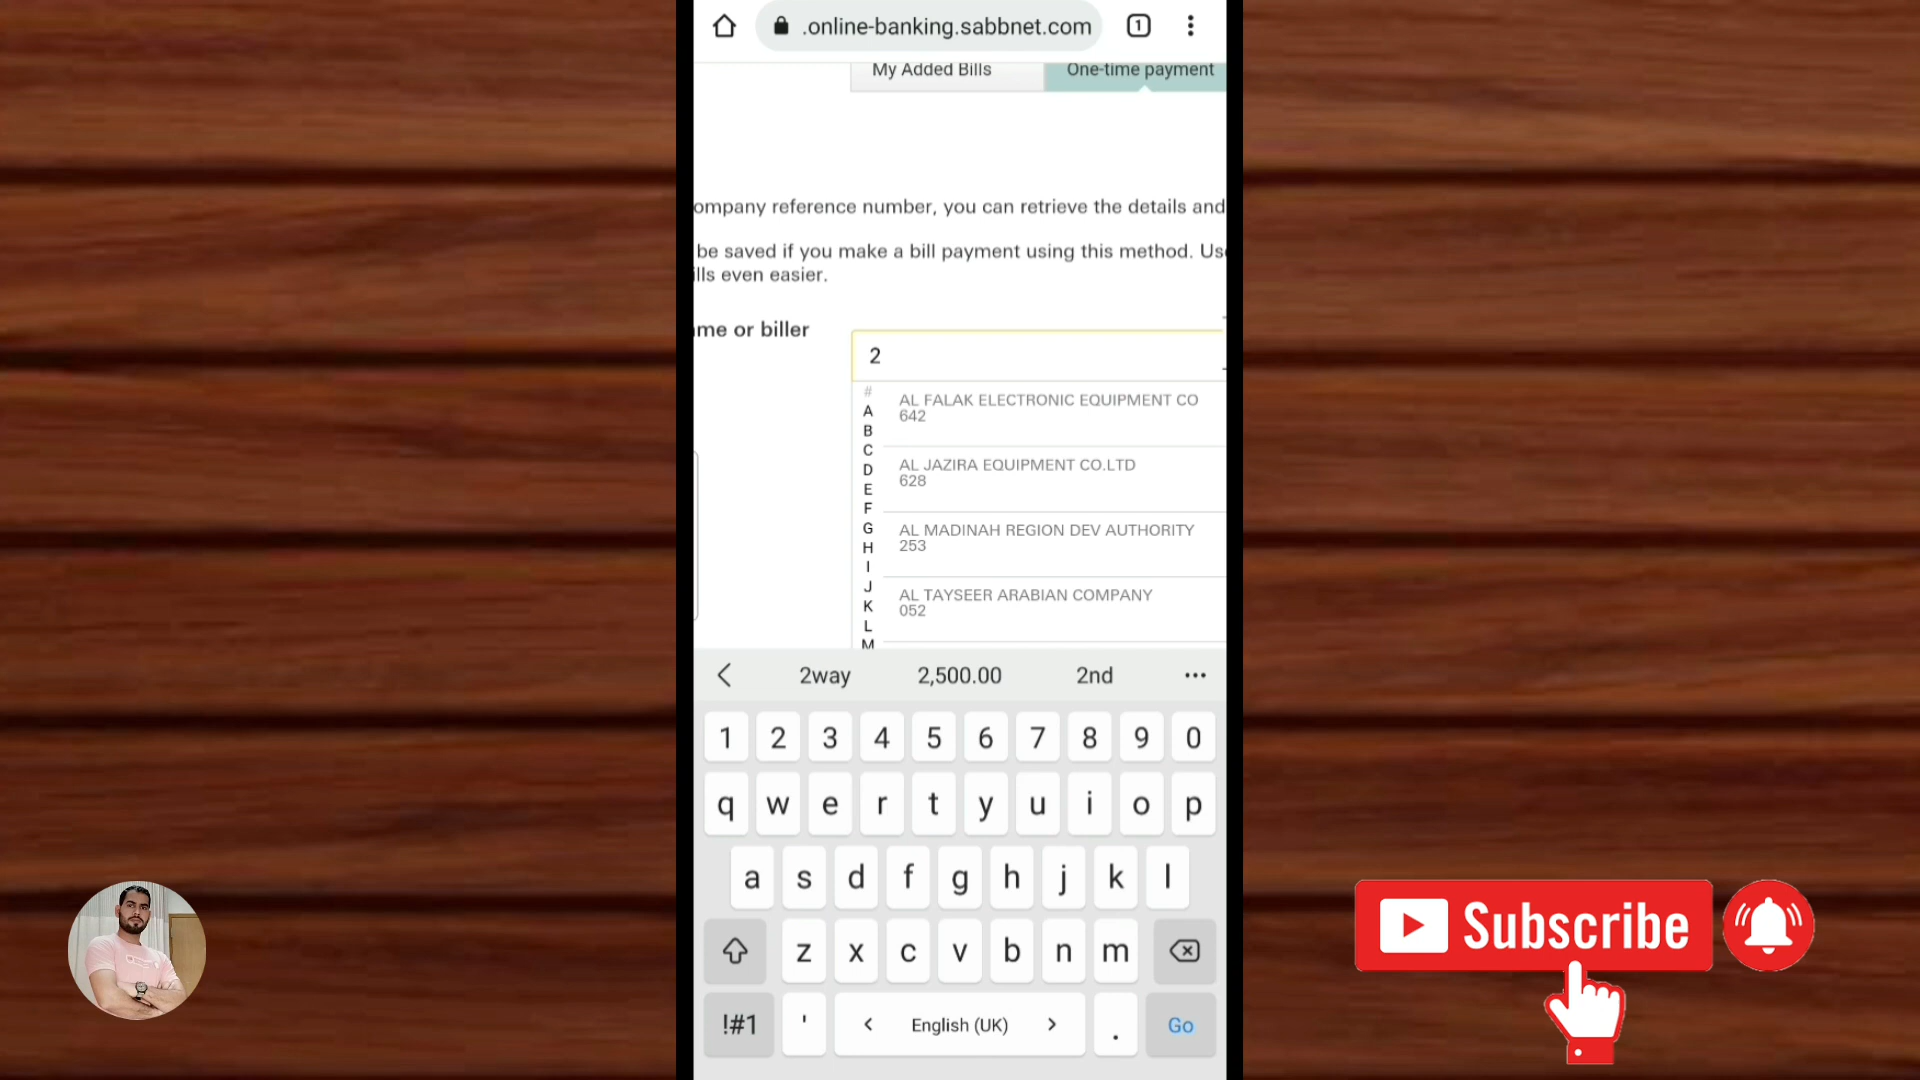 .online-banking.sabbnet.com
1
My Added Bills
One-time payment
ompany reference number, you can retrieve the details and
be saved if you make a bill payment using this method. Us
lls even easier.
me or biller
2
#
A
B
C
D
E
F
G
H
I
J
K
L
M
AL FALAK ELECTRONIC EQUIPMENT CO
642
AL JAZIRA EQUIPMENT CO.LTD
628
AL MADINAH REGION DEV AUTHORITY
253
AL TAYSEER ARABIAN COMPANY
052
2way 2,500.00 2nd
1 2 3 4 5 6 7 8 9 0
q w e r t y u i o p
a s d f g h j k l
z x c v b n m
!#1 ' < English (UK) > . Go
Subscribe